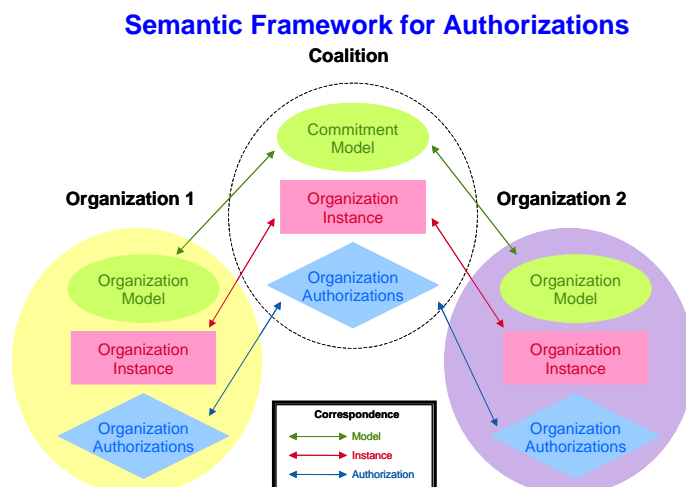 Semantic Framework for Authorizations
Coalition
Commitment
Model
Organization 1
Organization
Instance
Organization 2
Organization
Authorizations
Organization
Model
Organization
Model
Organization
Instance
Organization
Instance
Organization
Authorizations
Organization
Authorizations
Correspondence
Model
Instance
Authorization